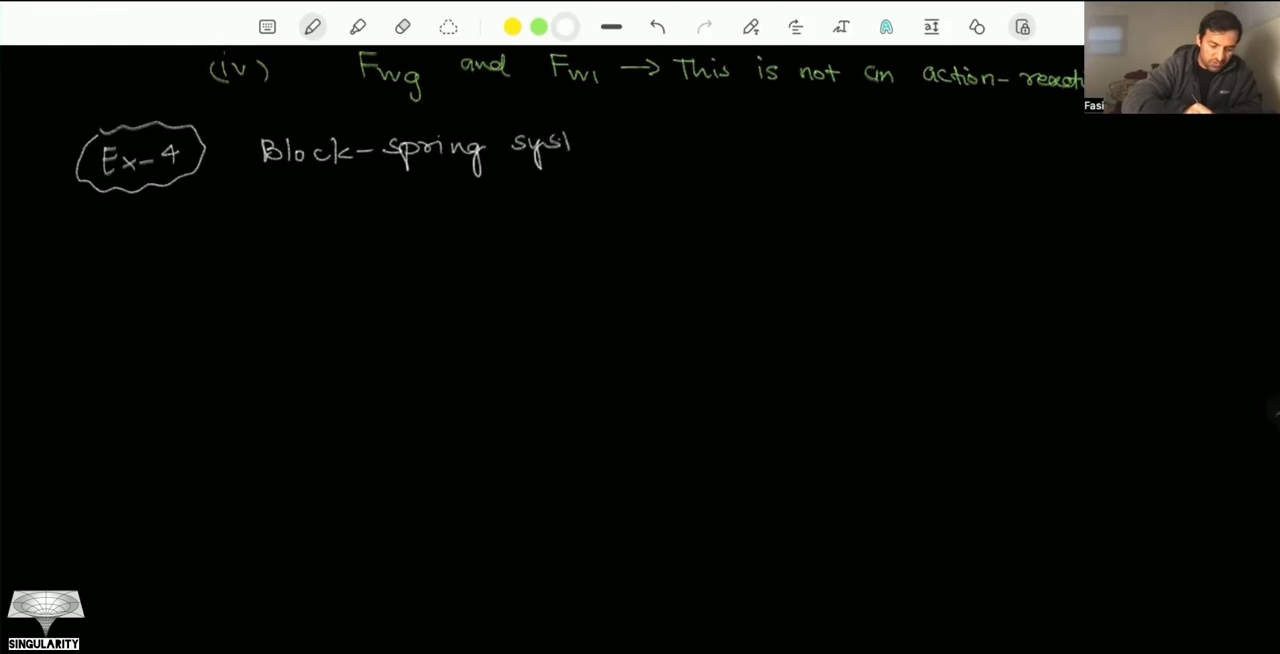 (iv) Fwg and Fw1 → This is not an action-react
Fasi
Ex-4 Block-spring syst
SINGULARITY